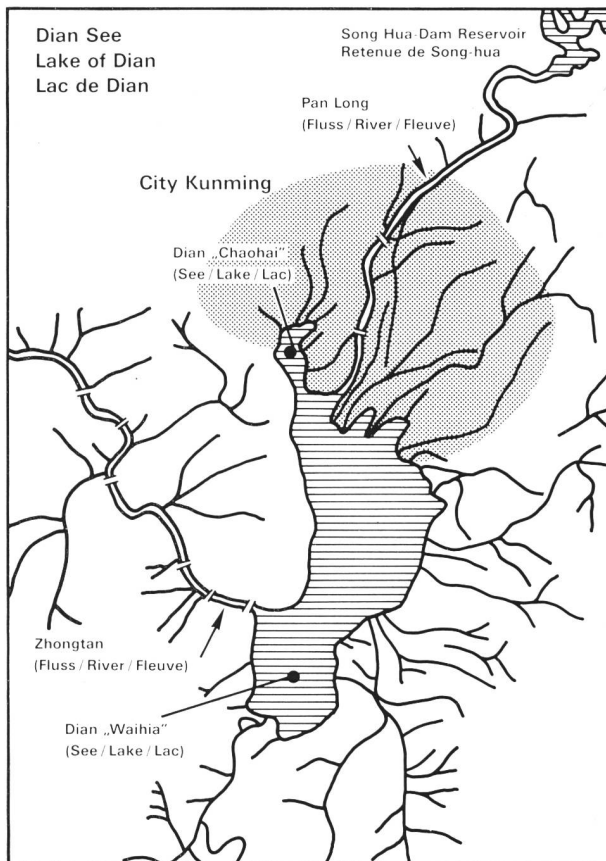 Dian See
Lake of Dian
Lac de Dian
Song Hua-Dam Reservoir
Retenue de Song-hua
Pan Long
(Fluss / River / Fleuve)
City Kunming
Dian „Chaohai"
(See / Lake / Lac)
Zhongtan
(Fluss / River / Fleuve)
Dian „Waihia"
(See / Lake / Lac)